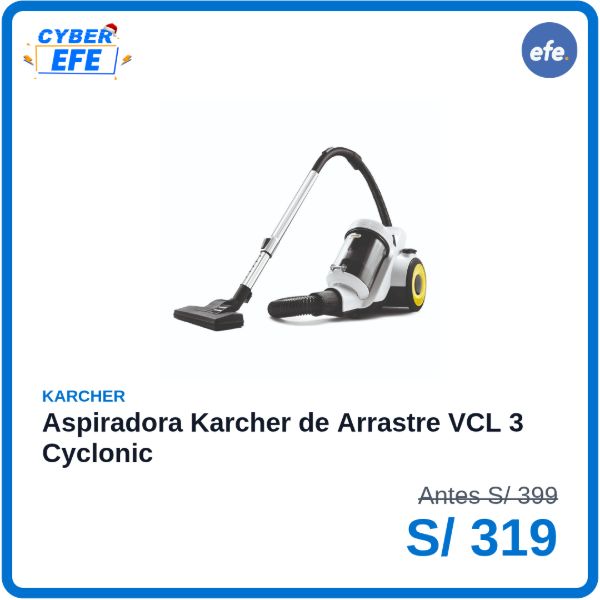 CYBER
EFE
efe.
KARCHER
Aspiradora Karcher de Arrastre VCL 3
Cyclonic
Antes S/ 399
S/ 319